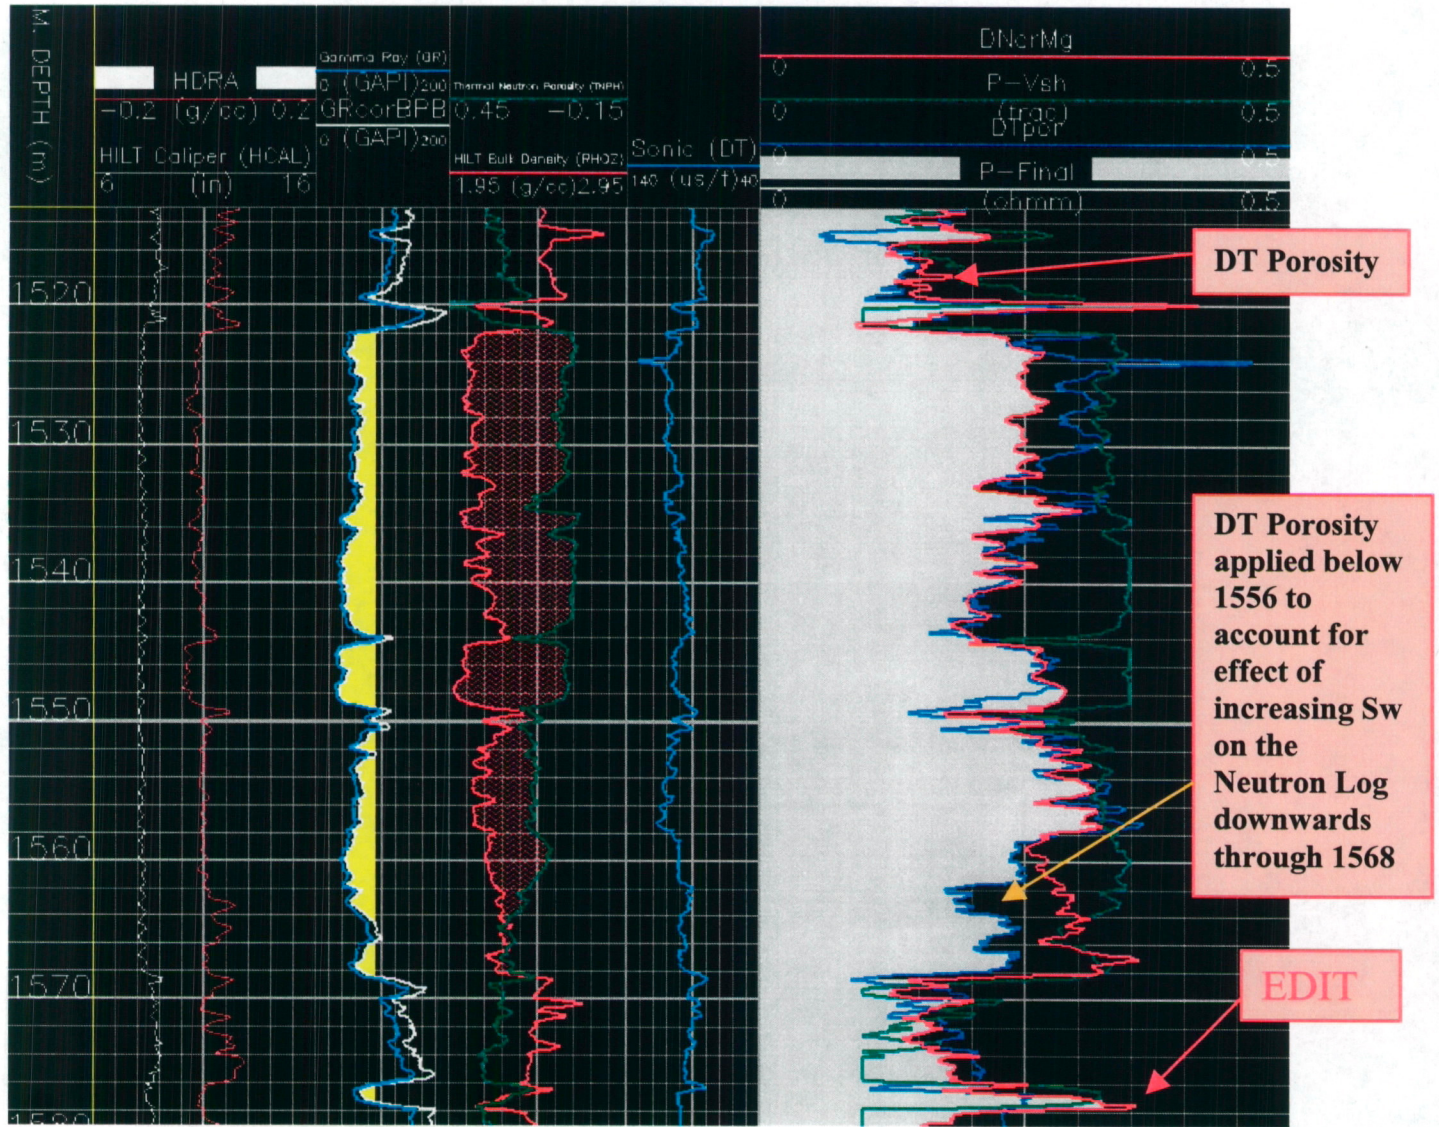 M. DEPTH (m)
HDRA
-0.2 (g/cc) 0.2
HILT Caliper (HCAL)
6 (in) 16
Gamma Ray (GR)
0 (GAPI) 200
GRcorBPB
0 (GAPI) 200
Thermal Neutron Porosity (TNPH)
0.45 -0.15
HILT Bulk Density (RHOZ)
1.95 (g/cc) 2.95
Sonic (DT)
140 (us/f) 40
DNcrMg
0 0.5
P-Vsh
0 (frac) 0.5
DTpor
0 0.5
P-Final
0 (ohmm) 0.5
1520
1530
1540
1550
1560
1570
1580
DT Porosity
DT Porosity
applied below
1556 to
account for
effect of
increasing Sw
on the
Neutron Log
downwards
through 1568
EDIT